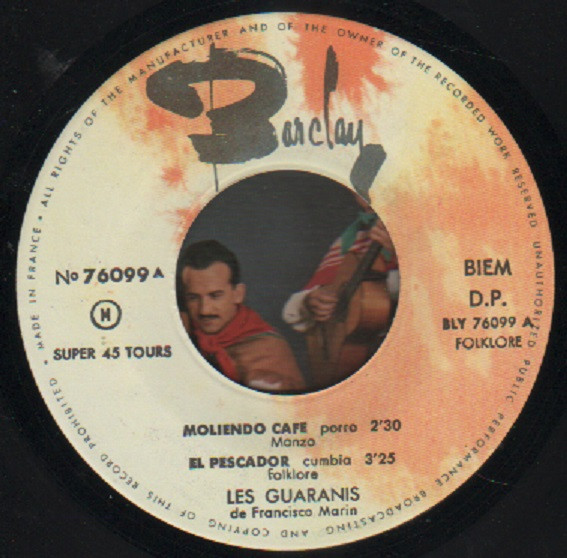 MADE IN FRANCE • ALL RIGHTS OF THE MANUFACTURER AND OF THE OWNER OF THE RECORDED WORK RESERVED UNAUTHORIZED PUBLIC PERFORMANCE BROADCASTING AND COPYING OF THIS RECORD PROHIBITED •
Barclay
No 76099 A
BIEM
D.P.
H
BLY 76099 A
SUPER 45 TOURS
FOLKLORE
MOLIENDO CAFE porro 2'30
Manzo
EL PESCADOR cumbia 3'25
folklore
LES GUARANIS
de Francisco Marin